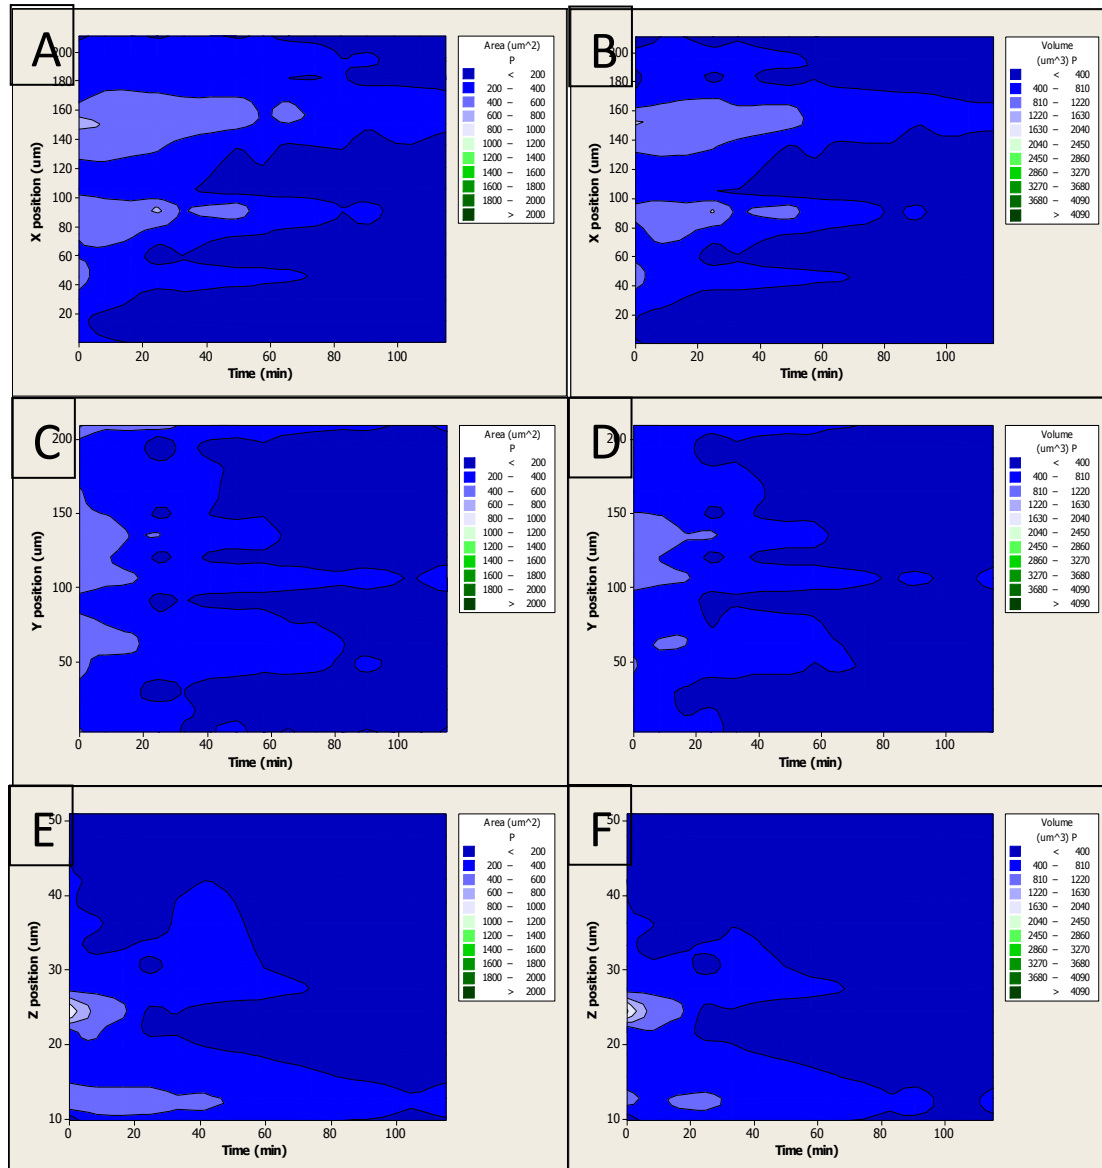 A
Area (um^2)
P
< 200
200 – 400
400 – 600
600 – 800
800 – 1000
1000 – 1200
1200 – 1400
1400 – 1600
1600 – 1800
1800 – 2000
> 2000
X position (um)
200
180
160
140
120
100
80
60
40
20
0 20 40 60 80 100
Time (min)
B
Volume
(um^3) P
< 400
400 – 810
810 – 1220
1220 – 1630
1630 – 2040
2040 – 2450
2450 – 2860
2860 – 3270
3270 – 3680
3680 – 4090
> 4090
X position (um)
200
180
160
140
120
100
80
60
40
20
0 20 40 60 80 100
Time (min)
C
Area (um^2)
P
< 200
200 – 400
400 – 600
600 – 800
800 – 1000
1000 – 1200
1200 – 1400
1400 – 1600
1600 – 1800
1800 – 2000
> 2000
Y position (um)
200
150
100
50
0 20 40 60 80 100
Time (min)
D
Volume
(um^3) P
< 400
400 – 810
810 – 1220
1220 – 1630
1630 – 2040
2040 – 2450
2450 – 2860
2860 – 3270
3270 – 3680
3680 – 4090
> 4090
Y position (um)
200
150
100
50
0 20 40 60 80 100
Time (min)
E
Area (um^2)
P
< 200
200 – 400
400 – 600
600 – 800
800 – 1000
1000 – 1200
1200 – 1400
1400 – 1600
1600 – 1800
1800 – 2000
> 2000
Z position (um)
50
40
30
20
10
0 20 40 60 80 100
Time (min)
F
Volume
(um^3) P
< 400
400 – 810
810 – 1220
1220 – 1630
1630 – 2040
2040 – 2450
2450 – 2860
2860 – 3270
3270 – 3680
3680 – 4090
> 4090
Z position (um)
50
40
30
20
10
0 20 40 60 80 100
Time (min)